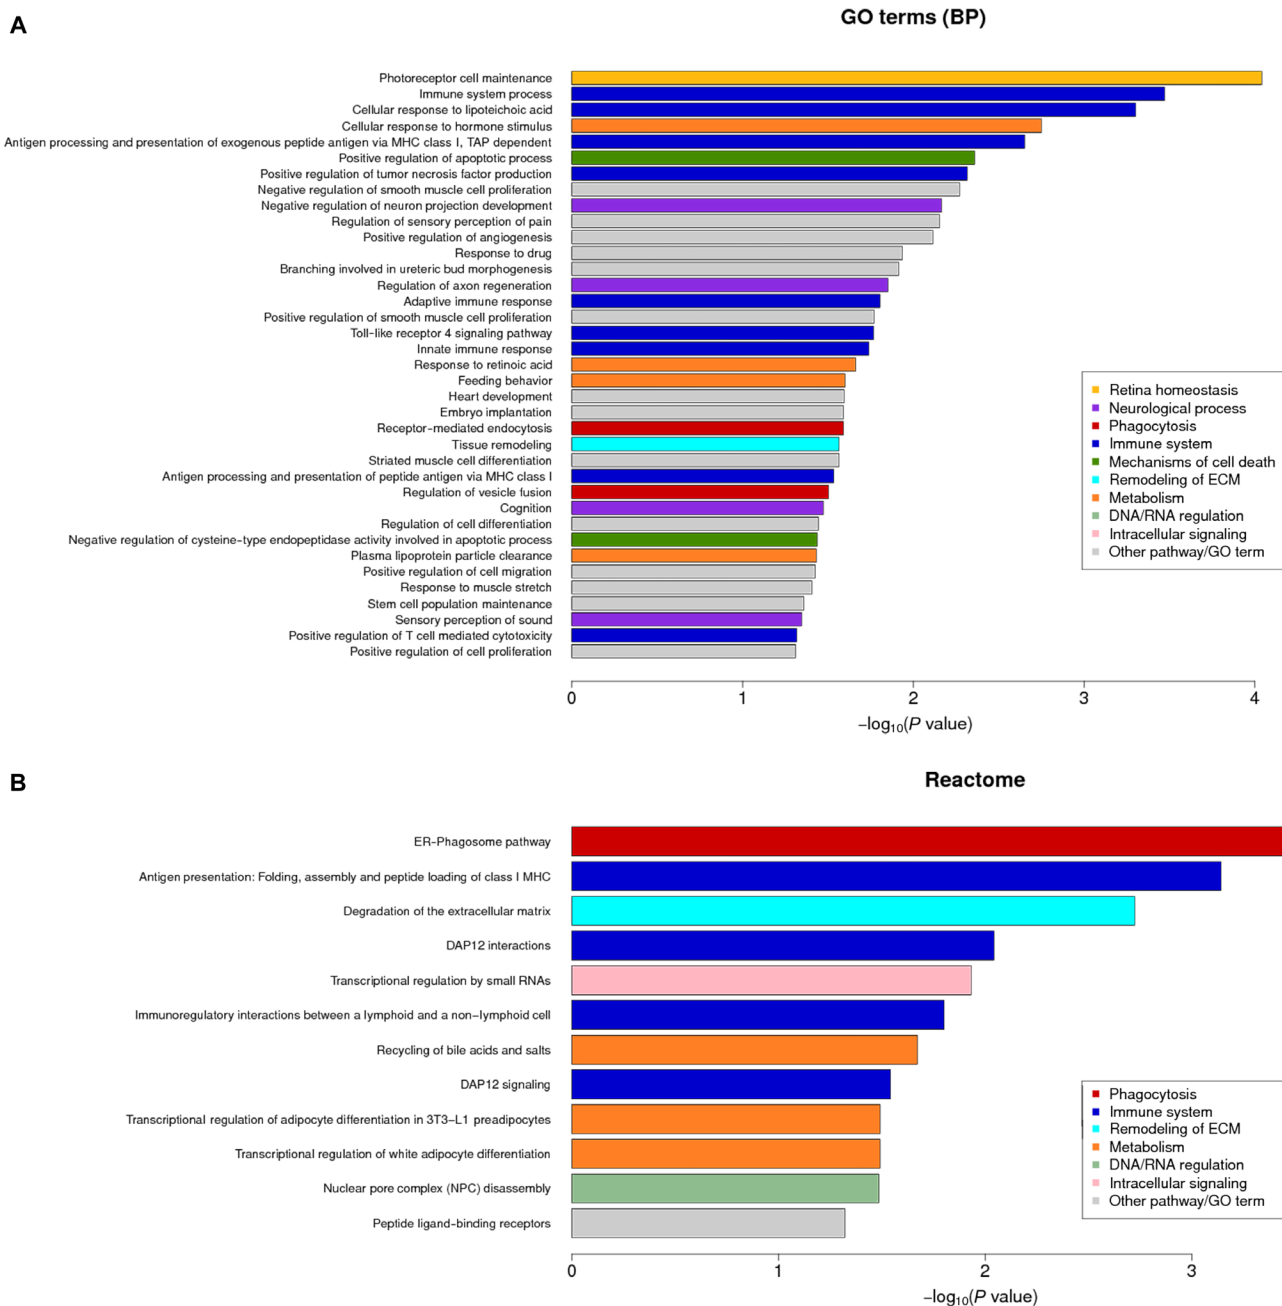 A
GO terms (BP)
Photoreceptor cell maintenance
Immune system process
Cellular response to lipoteichoic acid
Cellular response to hormone stimulus
Antigen processing and presentation of exogenous peptide antigen via MHC class I, TAP dependent
Positive regulation of apoptotic process
Positive regulation of tumor necrosis factor production
Negative regulation of smooth muscle cell proliferation
Negative regulation of neuron projection development
Regulation of sensory perception of pain
Positive regulation of angiogenesis
Response to drug
Branching involved in ureteric bud morphogenesis
Regulation of axon regeneration
Adaptive immune response
Positive regulation of smooth muscle cell proliferation
Toll-like receptor 4 signaling pathway
Innate immune response
Response to retinoic acid
Feeding behavior
Heart development
Embryo implantation
Receptor-mediated endocytosis
Tissue remodeling
Striated muscle cell differentiation
Antigen processing and presentation of peptide antigen via MHC class I
Regulation of vesicle fusion
Cognition
Regulation of cell differentiation
Negative regulation of cysteine-type endopeptidase activity involved in apoptotic process
Plasma lipoprotein particle clearance
Positive regulation of cell migration
Response to muscle stretch
Stem cell population maintenance
Sensory perception of sound
Positive regulation of T cell mediated cytotoxicity
Positive regulation of cell proliferation
Retina homeostasis
Neurological process
Phagocytosis
Immune system
Mechanisms of cell death
Remodeling of ECM
Metabolism
DNA/RNA regulation
Intracellular signaling
Other pathway/GO term
0 1 2 3 4
−log10(P value)
B
Reactome
ER-Phagosome pathway
Antigen presentation: Folding, assembly and peptide loading of class I MHC
Degradation of the extracellular matrix
DAP12 interactions
Transcriptional regulation by small RNAs
Immunoregulatory interactions between a lymphoid and a non-lymphoid cell
Recycling of bile acids and salts
DAP12 signaling
Transcriptional regulation of adipocyte differentiation in 3T3-L1 preadipocytes
Transcriptional regulation of white adipocyte differentiation
Nuclear pore complex (NPC) disassembly
Peptide ligand-binding receptors
Phagocytosis
Immune system
Remodeling of ECM
Metabolism
DNA/RNA regulation
Intracellular signaling
Other pathway/GO term
0 1 2 3
−log10(P value)